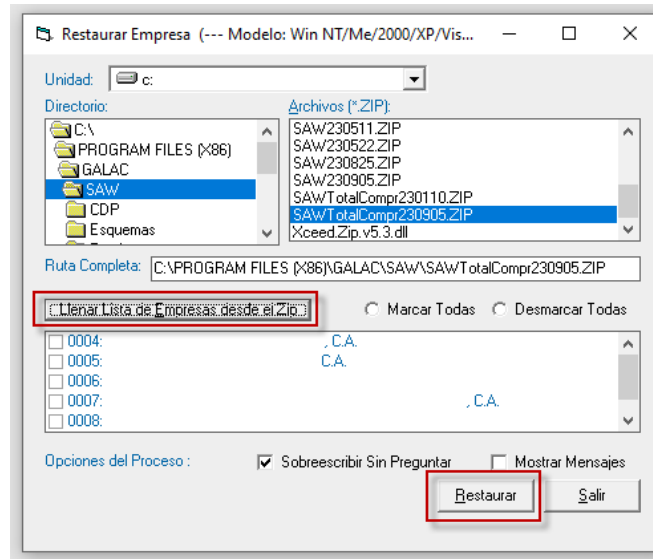 Restaurar Empresa (--- Modelo: Win NT/Me/2000/XP/Vis...
Unidad: c:
Directorio:
Archivos (*.ZIP):
C:\
PROGRAM FILES (X86)
GALAC
SAW
CDP
Esquemas
SAW230511.ZIP
SAW230522.ZIP
SAW230825.ZIP
SAW230905.ZIP
SAWTotalCompr230110.ZIP
SAWTotalCompr230905.ZIP
Xceed.Zip.v5.3.dll
Ruta Completa: C:\PROGRAM FILES (X86)\GALAC\SAW\SAWTotalCompr230905.ZIP
Llenar Lista de Empresas desde el Zip Marcar Todas Desmarcar Todas
0004: , C.A.
0005: C.A.
0006:
0007: , C.A.
0008:
Opciones del Proceso : Sobreescribir Sin Preguntar Mostrar Mensajes
Restaurar Salir